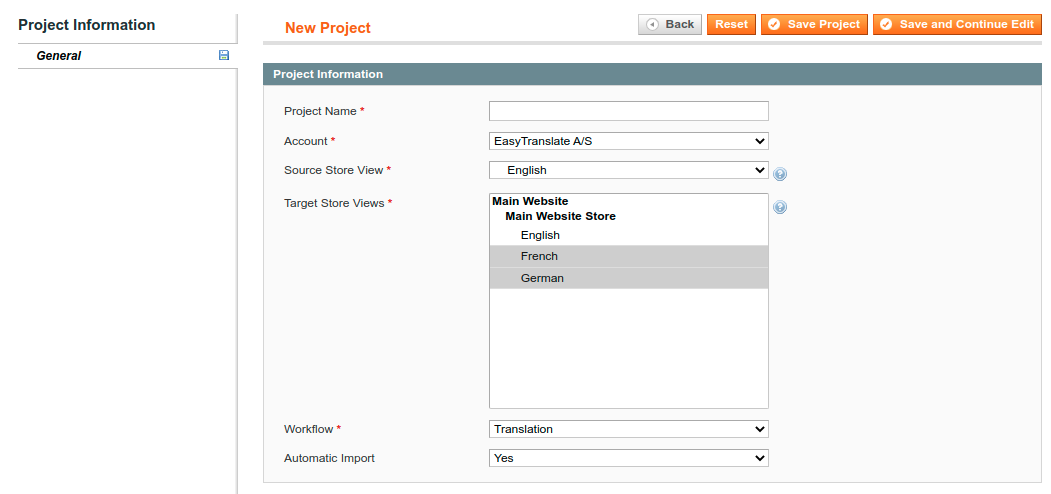 Project Information
General
New Project
Back Reset Save Project Save and Continue Edit
Project Information
Project Name *
Account * EasyTranslate A/S
Source Store View * English
Target Store Views * Main Website
Main Website Store
English
French
German
Workflow * Translation
Automatic Import Yes